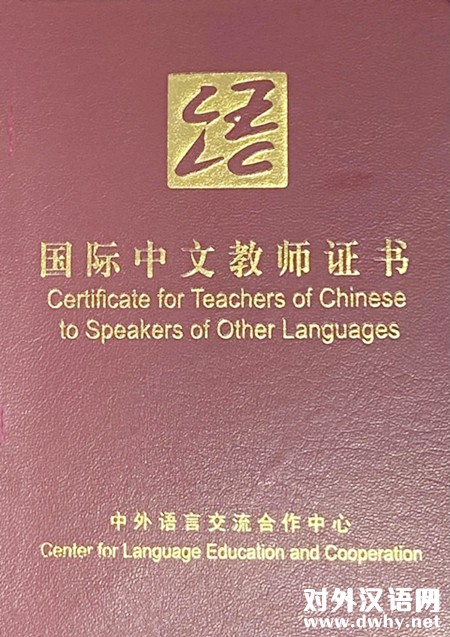 国际中文教师证书
Certificate for Teachers of Chinese
to Speakers of Other Languages
中外语言交流合作中心
Center for Language Education and Cooperation
对外汉语网
www.dwhy.net